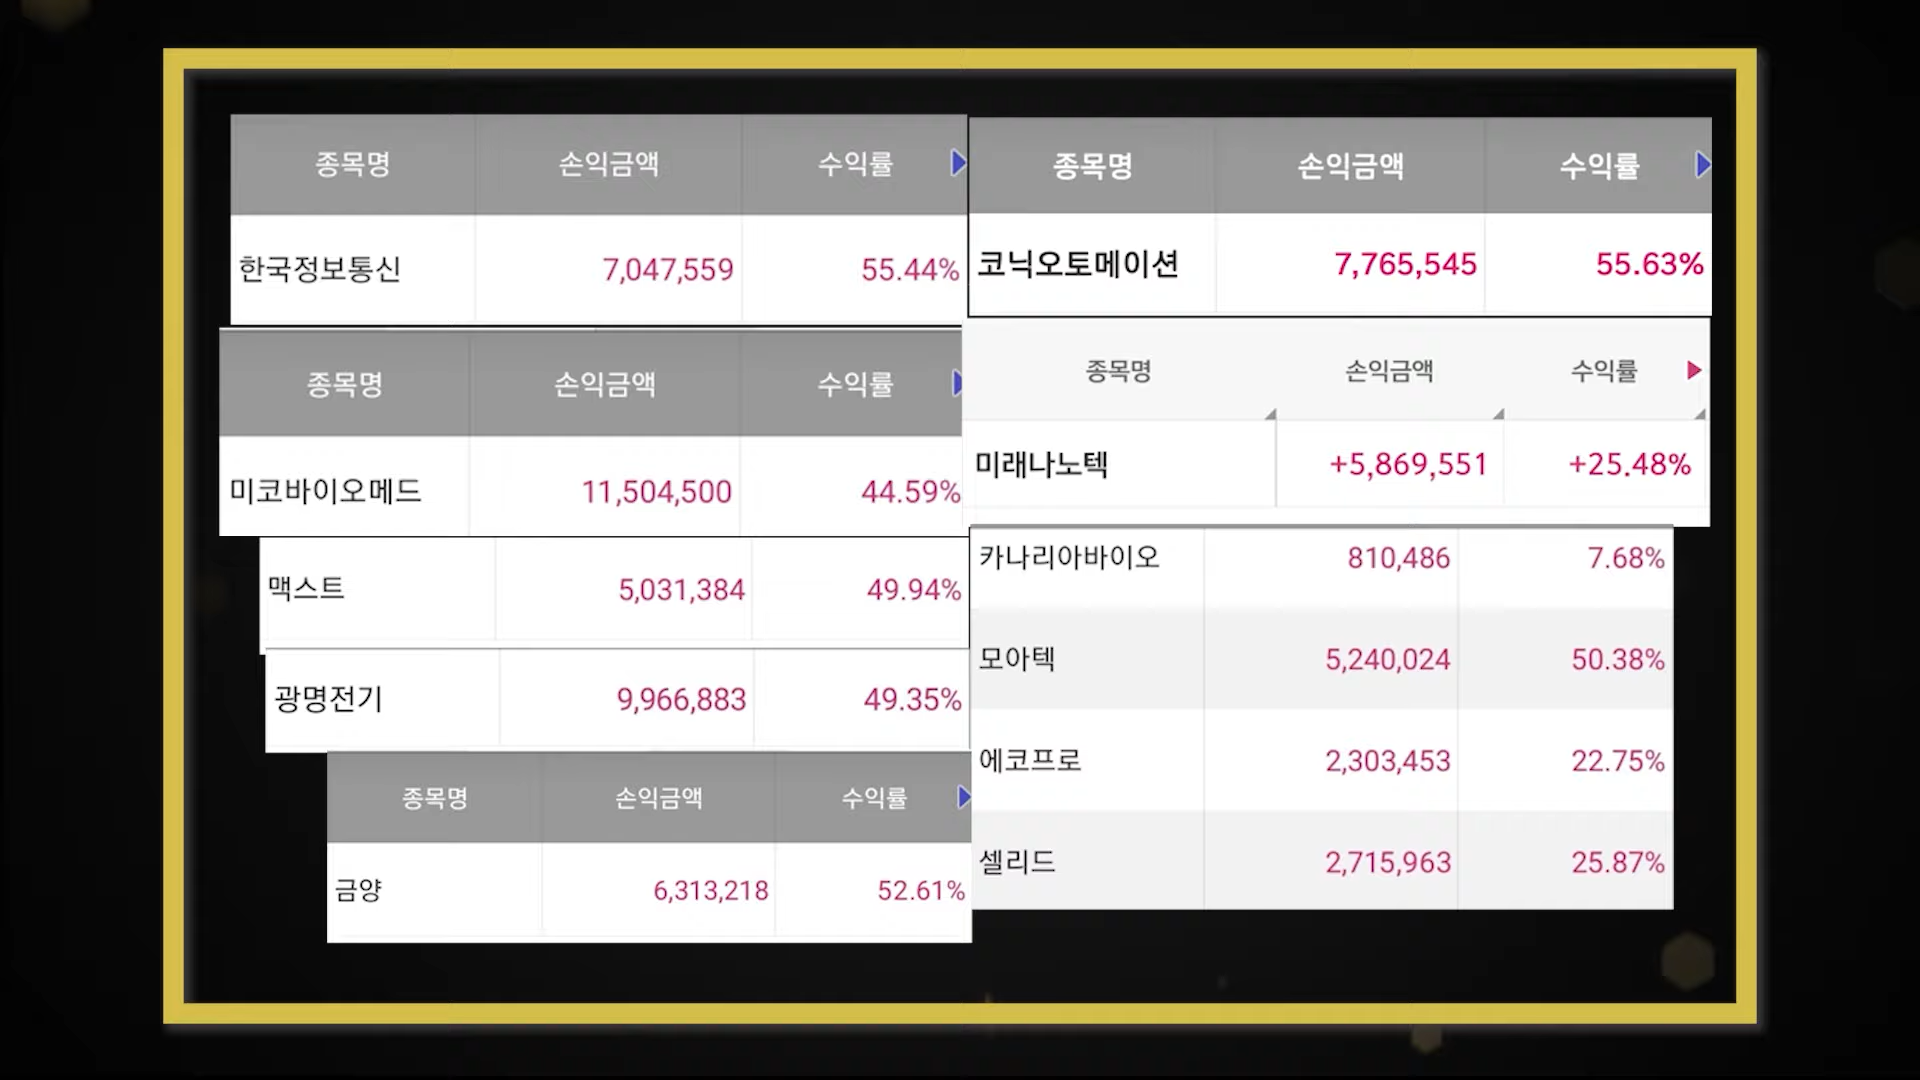 종목명 손익금액 수익률
한국정보통신 7,047,559 55.44%
종목명 손익금액 수익률
미코바이오메드 11,504,500 44.59%
맥스트 5,031,384 49.94%
광명전기 9,966,883 49.35%
종목명 손익금액 수익률
금양 6,313,218 52.61%
종목명 손익금액 수익률
코닉오토메이션 7,765,545 55.63%
종목명 손익금액 수익률
미래나노텍 +5,869,551 +25.48%
카나리아바이오 810,486 7.68%
모아텍 5,240,024 50.38%
에코프로 2,303,453 22.75%
셀리드 2,715,963 25.87%